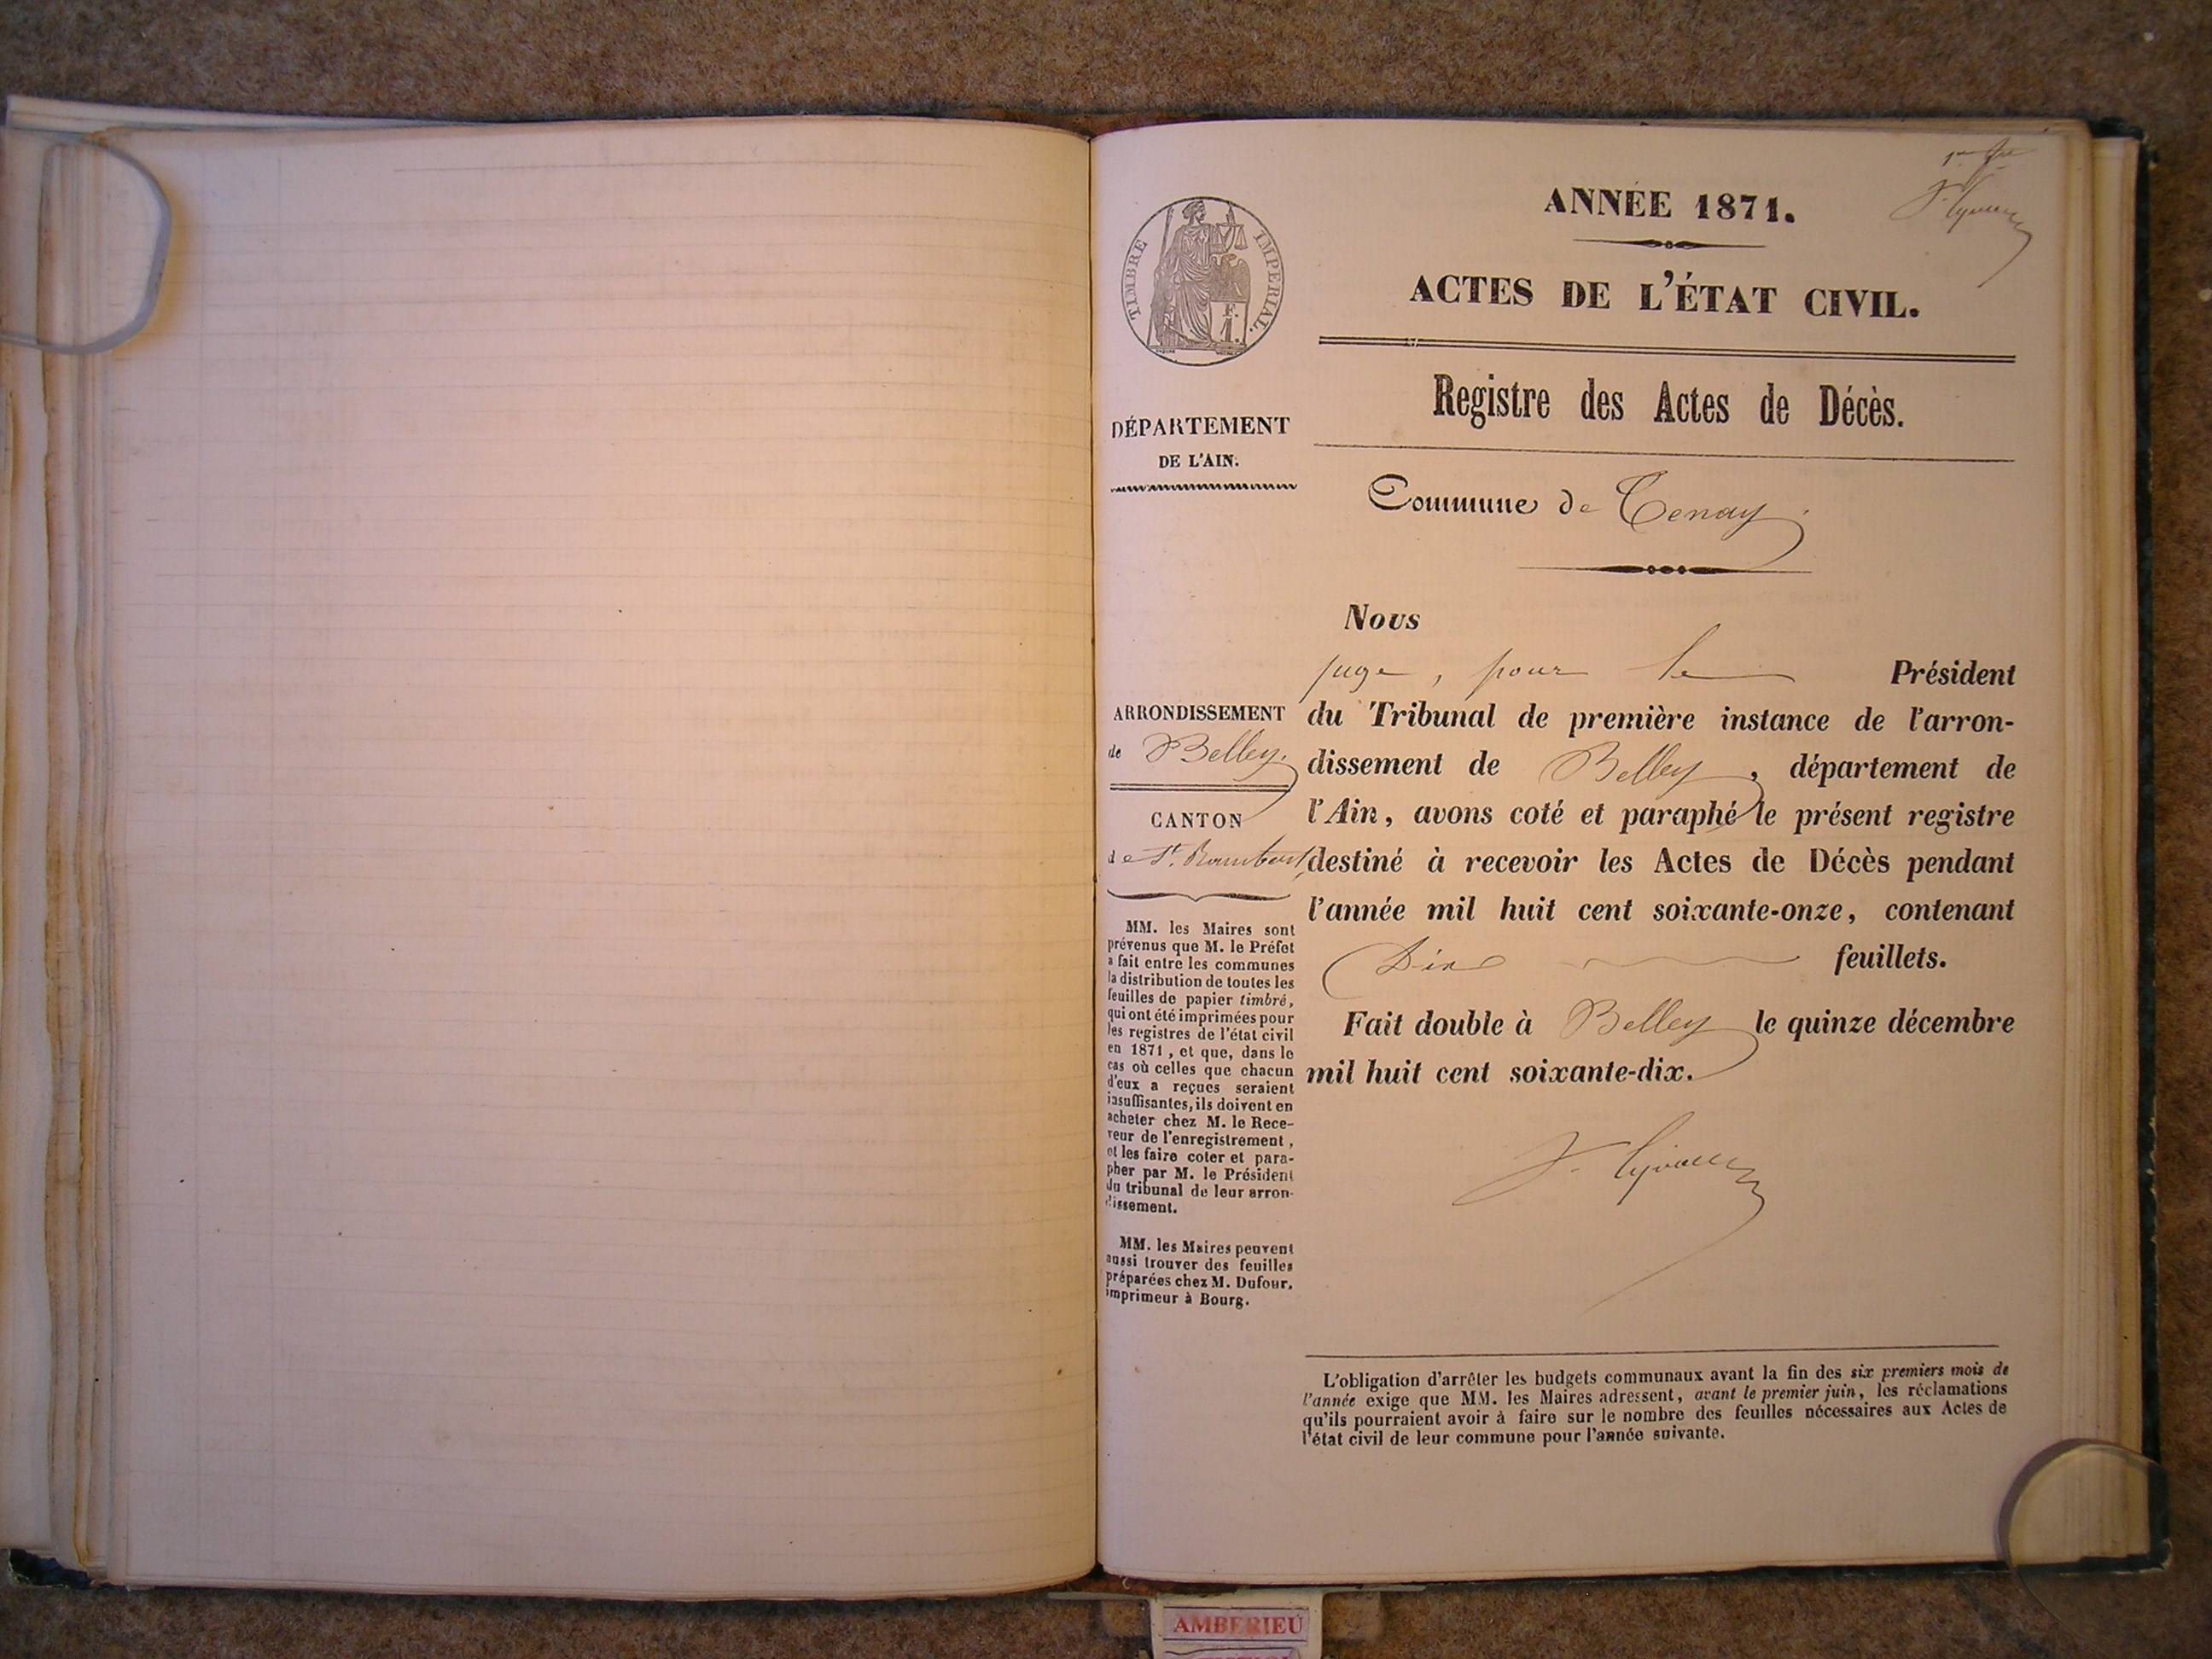 1er
ANNÉE 1871.
TIMBRE IMPERIAL.
ACTES DE L'ÉTAT CIVIL.
Registre des Actes de Décès.
DÉPARTEMENT
DE L'AIN.
Commune de Tenay
Nous
juge, pour le Président
du Tribunal de première instance de l'arron-
dissement de Belley, département de
l'Ain, avons coté et paraphé le présent registre
destiné à recevoir les Actes de Décès pendant
l'année mil huit cent soixante-onze, contenant
Dix feuillets.
Fait double à Belley le quinze décembre
mil huit cent soixante-dix.
ARRONDISSEMENT
de Belley.
CANTON
de St. Rambert,
MM. les Maires sont
prévenus que M. le Préfet
a fait entre les communes
la distribution de toutes les
feuilles de papier timbré,
qui ont été imprimées pour
les registres de l'état civil
en 1871, et que, dans le
cas où celles que chacun
d'eux a reçues seraient
insuffisantes, ils doivent en
acheter chez M. le Rece-
veur de l'enregistrement,
et les faire coter et para-
pher par M. le Président
du tribunal de leur arron-
dissement.
MM. les Maires peuvent
aussi trouver des feuilles
préparées chez M. Dufour,
imprimeur à Bourg.
L'obligation d'arrêter les budgets communaux avant la fin des six premiers mois de
l'année exige que MM. les Maires adressent, avant le premier juin, les réclamations
qu'ils pourraient avoir à faire sur le nombre des feuilles nécessaires aux Actes de
l'état civil de leur commune pour l'année suivante.
AMBERIEU